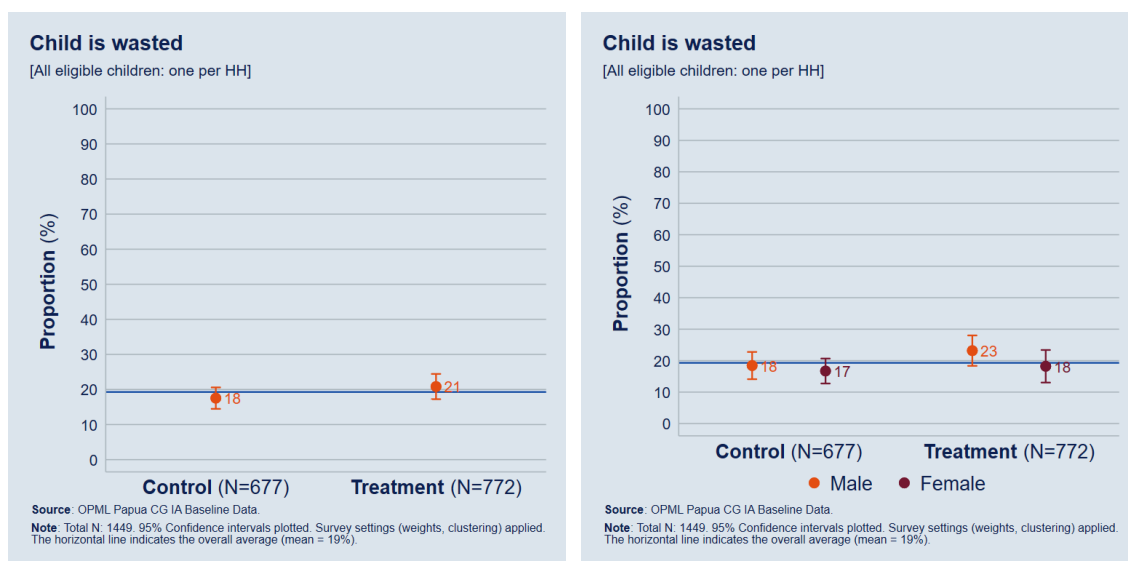 Child is wasted
[All eligible children: one per HH]
100
90
80
70
60
50
40
30
20
10
0
Proportion (%)
18
21
Control (N=677)
Treatment (N=772)
Source: OPML Papua CG IA Baseline Data.
Note: Total N: 1449. 95% Confidence intervals plotted. Survey settings (weights, clustering) applied.
The horizontal line indicates the overall average (mean = 19%).
Child is wasted
[All eligible children: one per HH]
100
90
80
70
60
50
40
30
20
10
0
Proportion (%)
18
17
23
18
Control (N=677)
Treatment (N=772)
Male
Female
Source: OPML Papua CG IA Baseline Data.
Note: Total N: 1449. 95% Confidence intervals plotted. Survey settings (weights, clustering) applied.
The horizontal line indicates the overall average (mean = 19%).